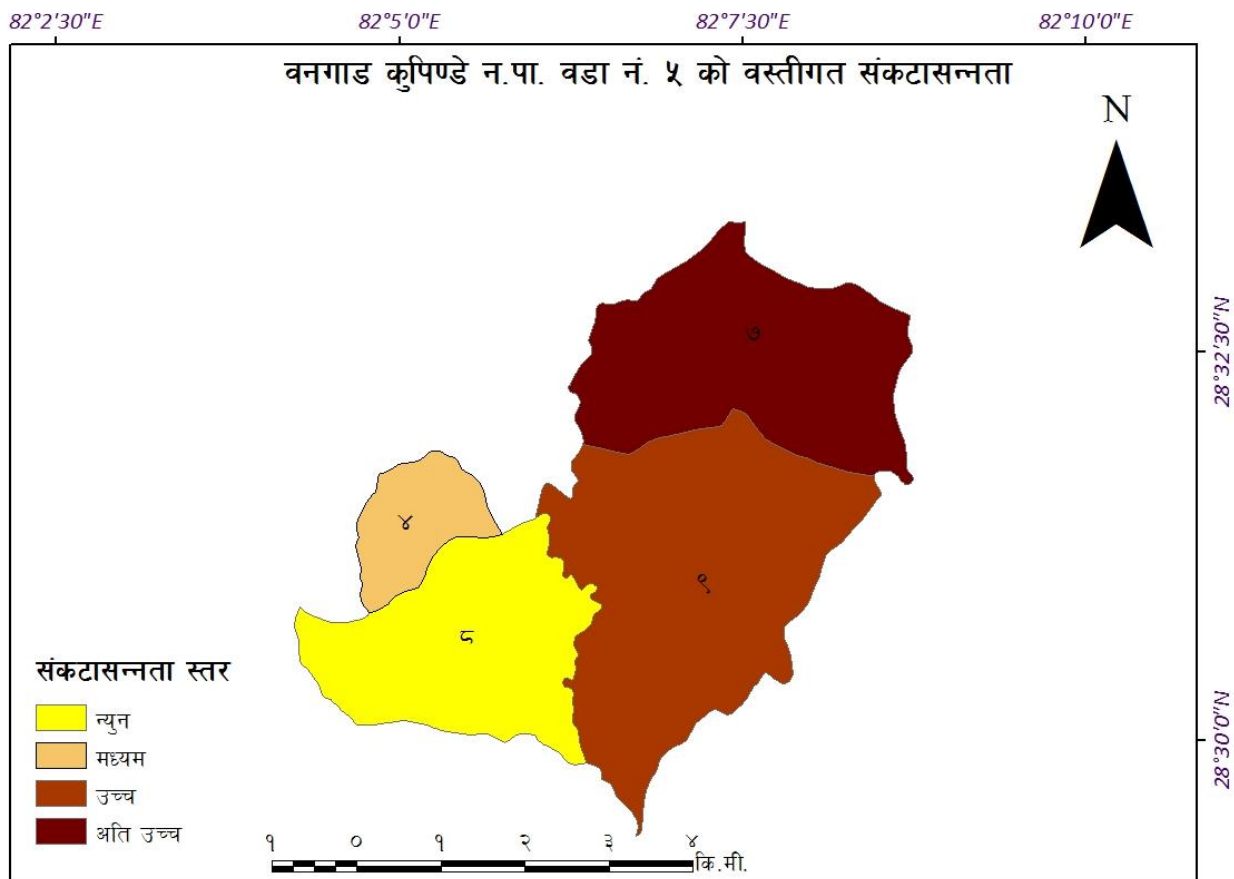 82°2'30"E 82°5'0"E 82°7'30"E 82°10'0"E
वनगाड कुपिण्डे न.पा. वडा नं. ५ को वस्तीगत संकटासन्नता
N
७
28°32'30"N
४
९
८
संकटासन्नता स्तर
न्युन
मध्यम
उच्च
अति उच्च
28°30'0"N
१ ० १ २ ३ ४
कि.मी.